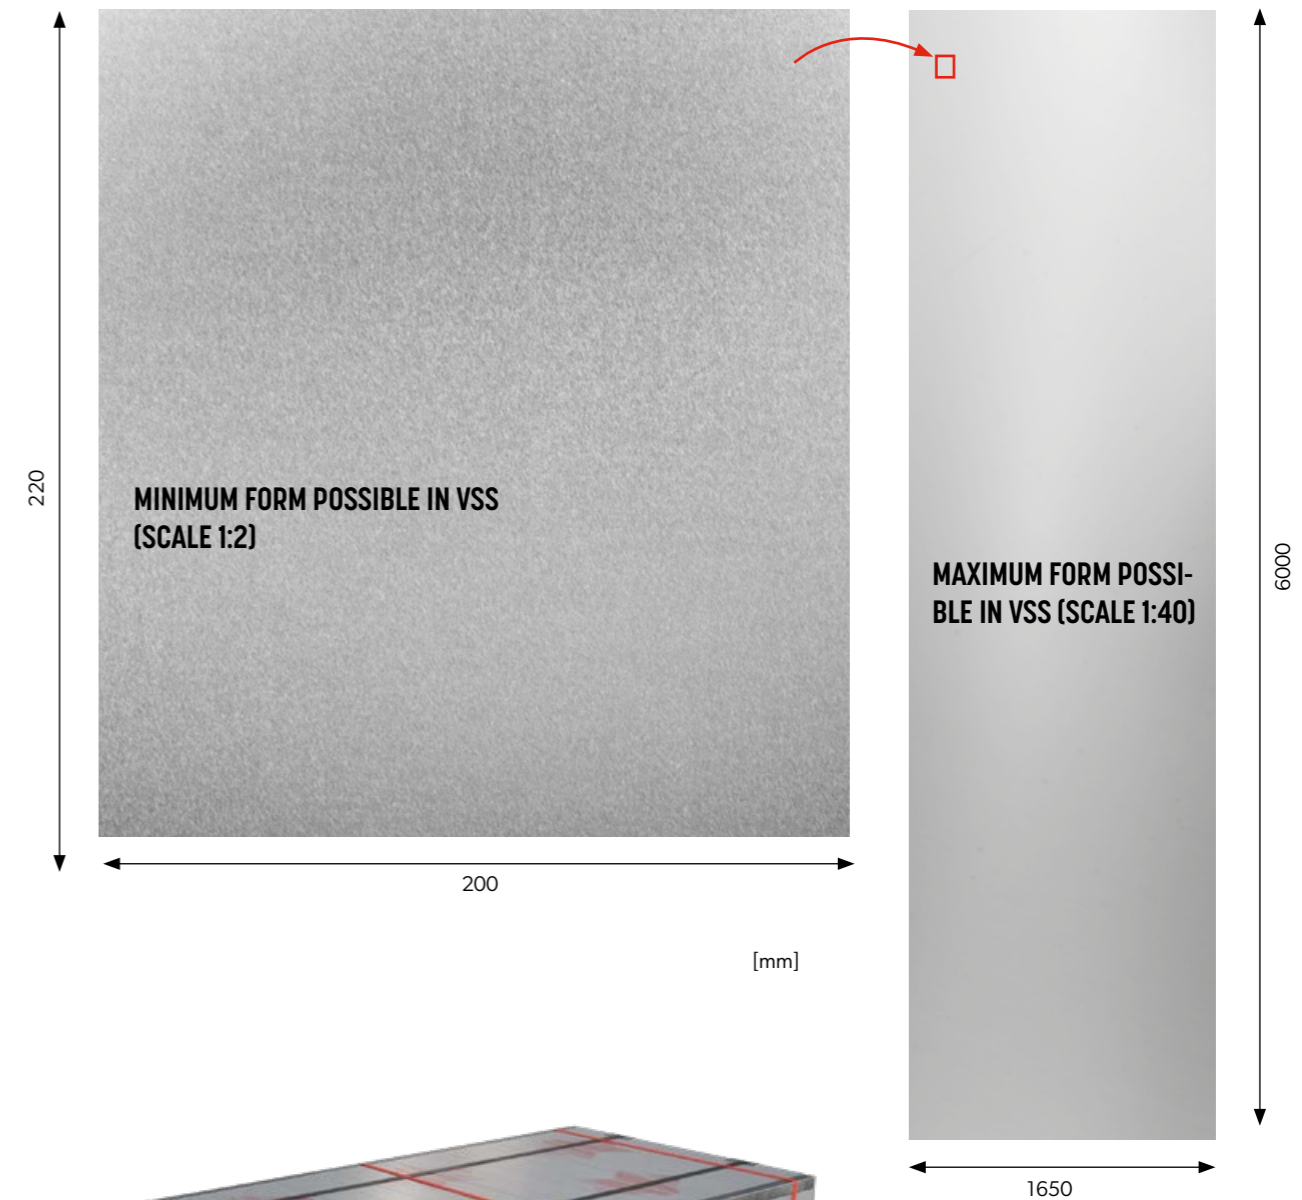 220
MINIMUM FORM POSSIBLE IN VSS
(SCALE 1:2)
200
[mm]
MAXIMUM FORM POSSI-
BLE IN VSS (SCALE 1:40)
6000
1650